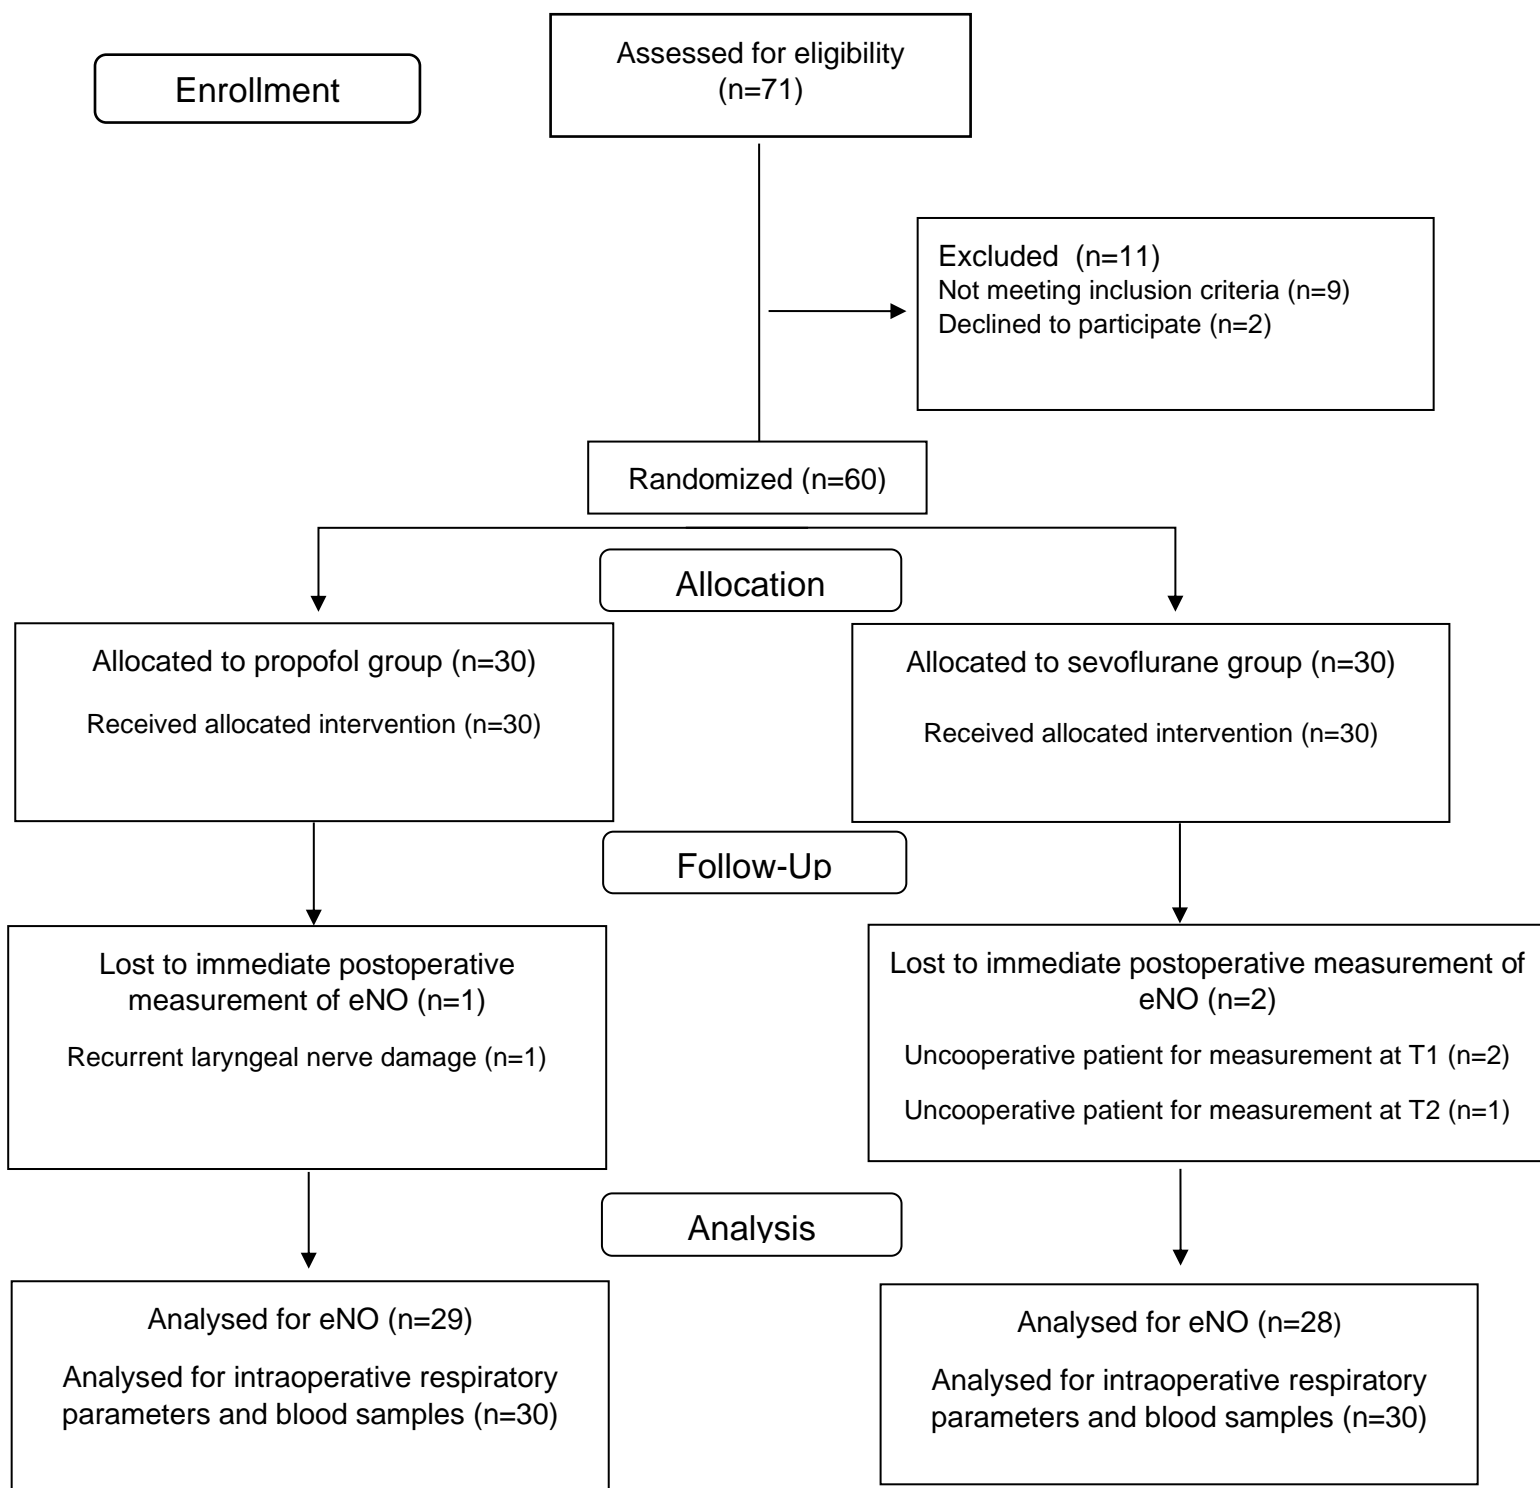 Enrollment
Assessed for eligibility
(n=71)
Excluded (n=11)
Not meeting inclusion criteria (n=9)
Declined to participate (n=2)
Randomized (n=60)
Allocation
Allocated to propofol group (n=30)
Received allocated intervention (n=30)
Allocated to sevoflurane group (n=30)
Received allocated intervention (n=30)
Follow-Up
Lost to immediate postoperative
measurement of eNO (n=1)
Recurrent laryngeal nerve damage (n=1)
Lost to immediate postoperative measurement of
eNO (n=2)
Uncooperative patient for measurement at T1 (n=2)
Uncooperative patient for measurement at T2 (n=1)
Analysis
Analysed for eNO (n=29)
Analysed for intraoperative respiratory
parameters and blood samples (n=30)
Analysed for eNO (n=28)
Analysed for intraoperative respiratory
parameters and blood samples (n=30)